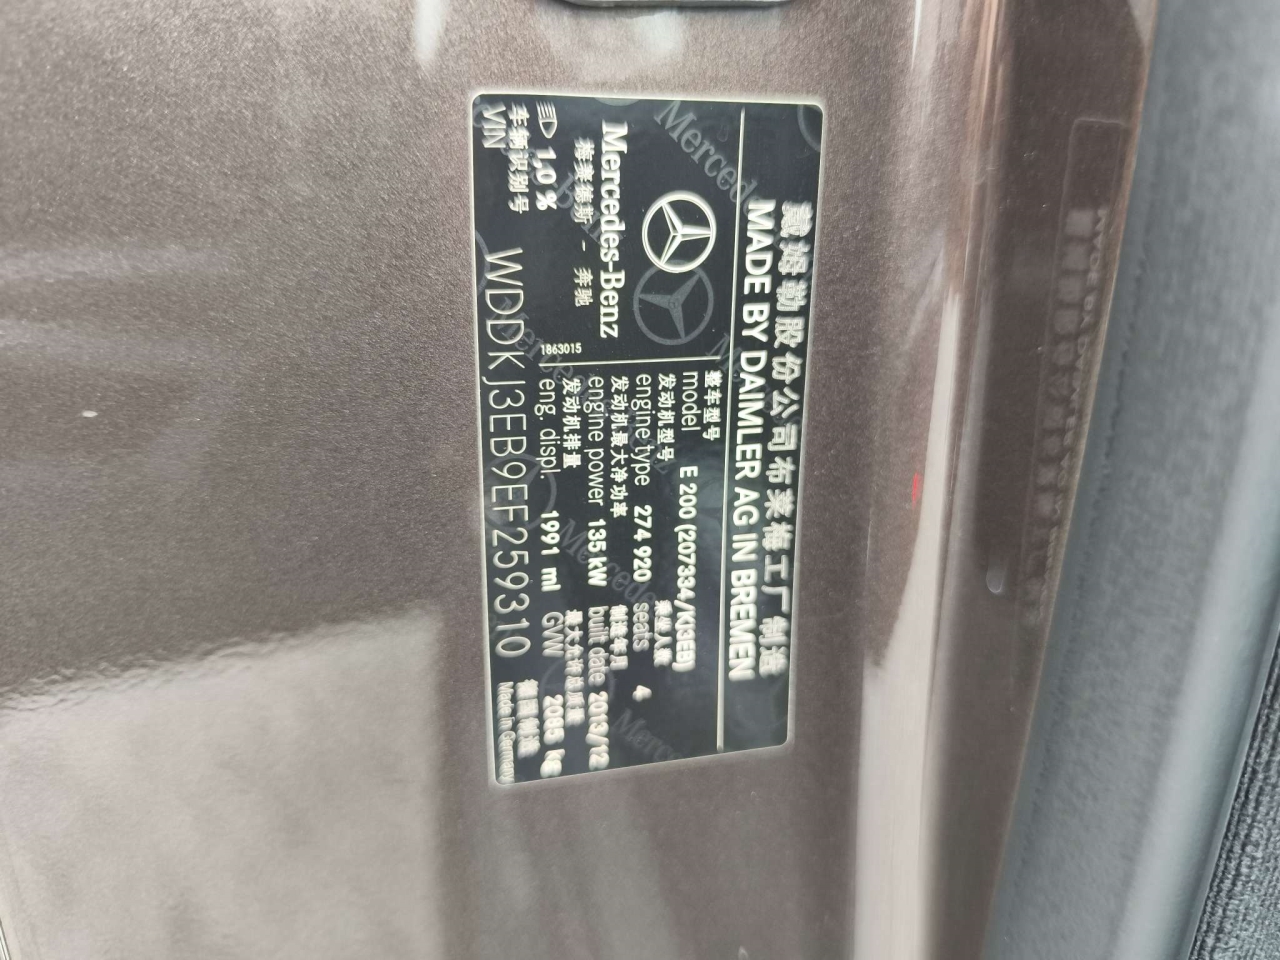 戴姆勒股份公司布莱梅工厂制造
MADE BY DAIMLER AG IN BREMEN
Mercedes-Benz
梅赛德斯 - 奔驰
1,0 %
1863015
整车型号
model E 200 (207334/KJ3EB)
发动机型号 乘坐人数
engine type 274 920 seats 4
发动机最大净功率 制造年月
engine power 135 kW built date 2013/12
发动机排量 最大允许总质量
eng. displ. 1991 ml GVW 2085 kg
车辆识别号
VIN WDDKJ3EB9EF259310
德国制造
Made in Germany